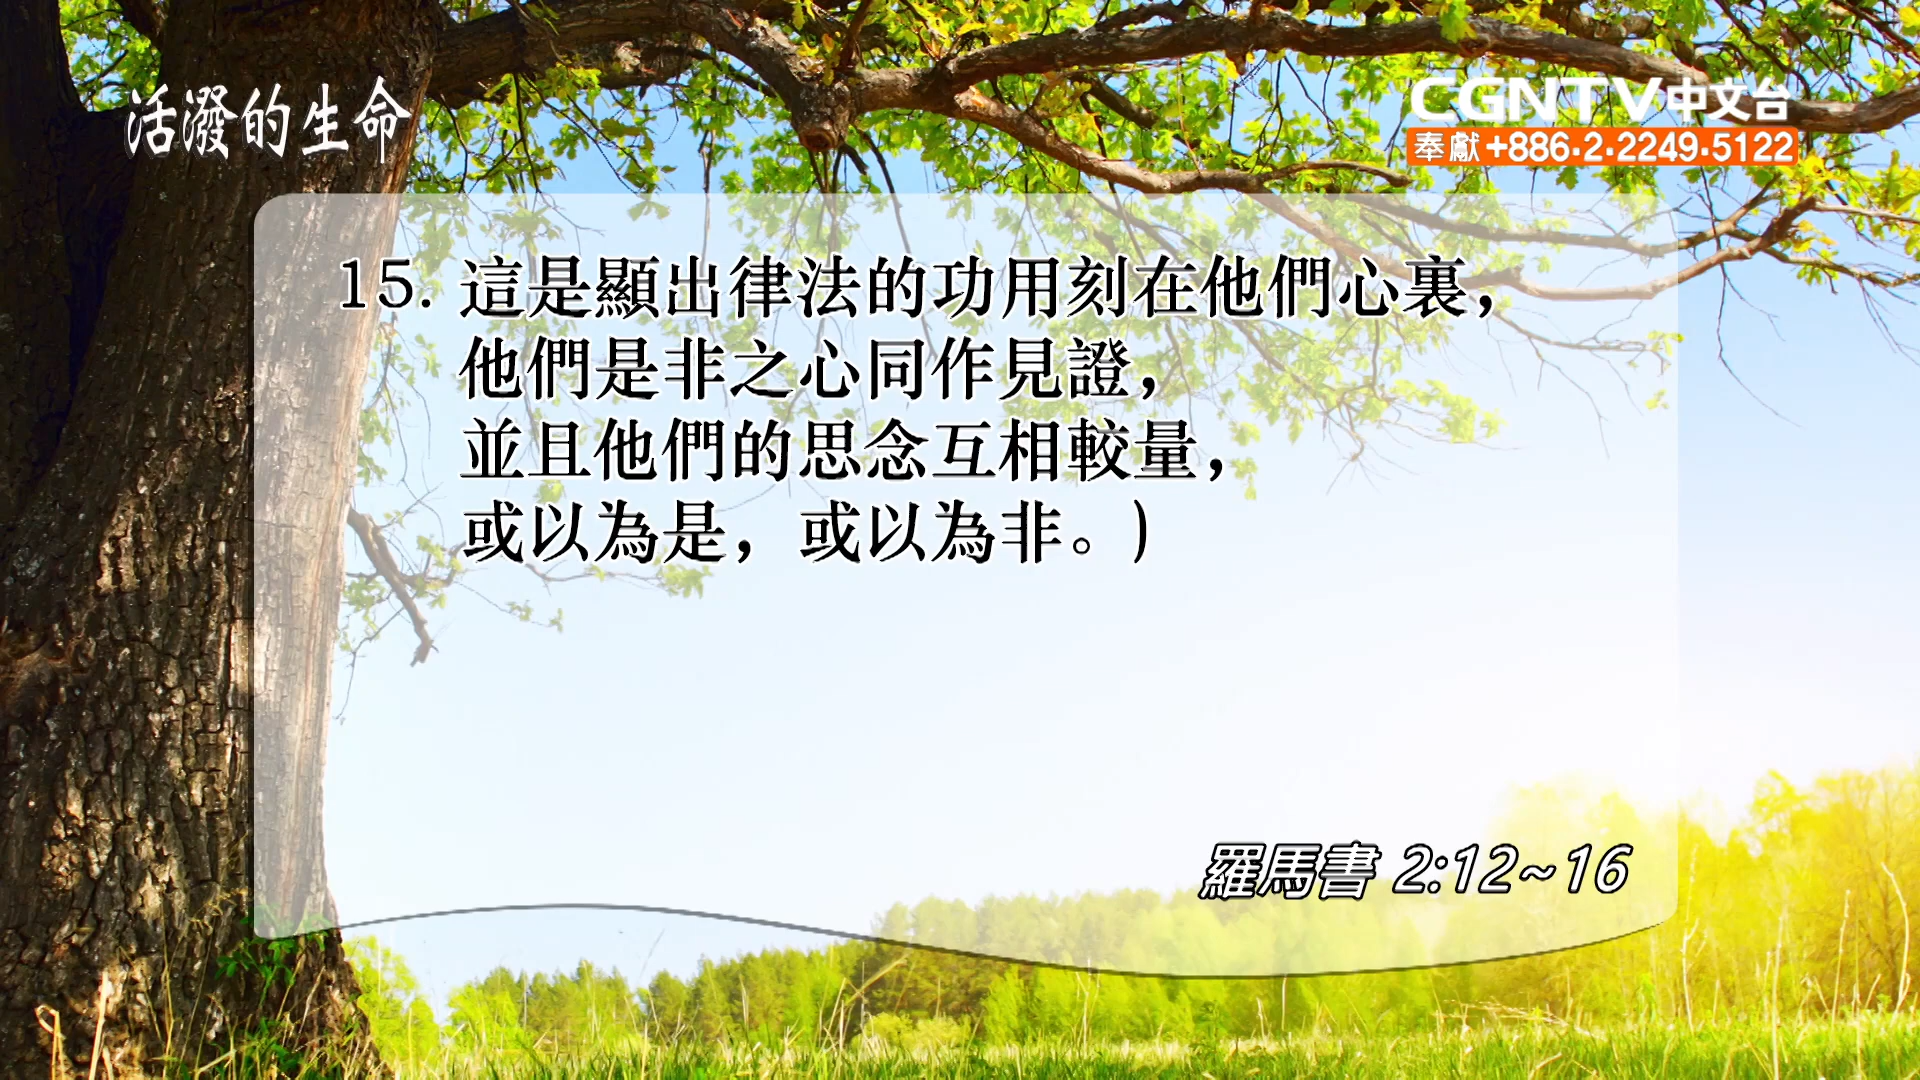 活潑的生命
CGNTV中文台
奉獻+886·2·2249·5122
15. 這是顯出律法的功用刻在他們心裏，
他們是非之心同作見證，
並且他們的思念互相較量，
或以為是，或以為非。)
羅馬書 2:12~16